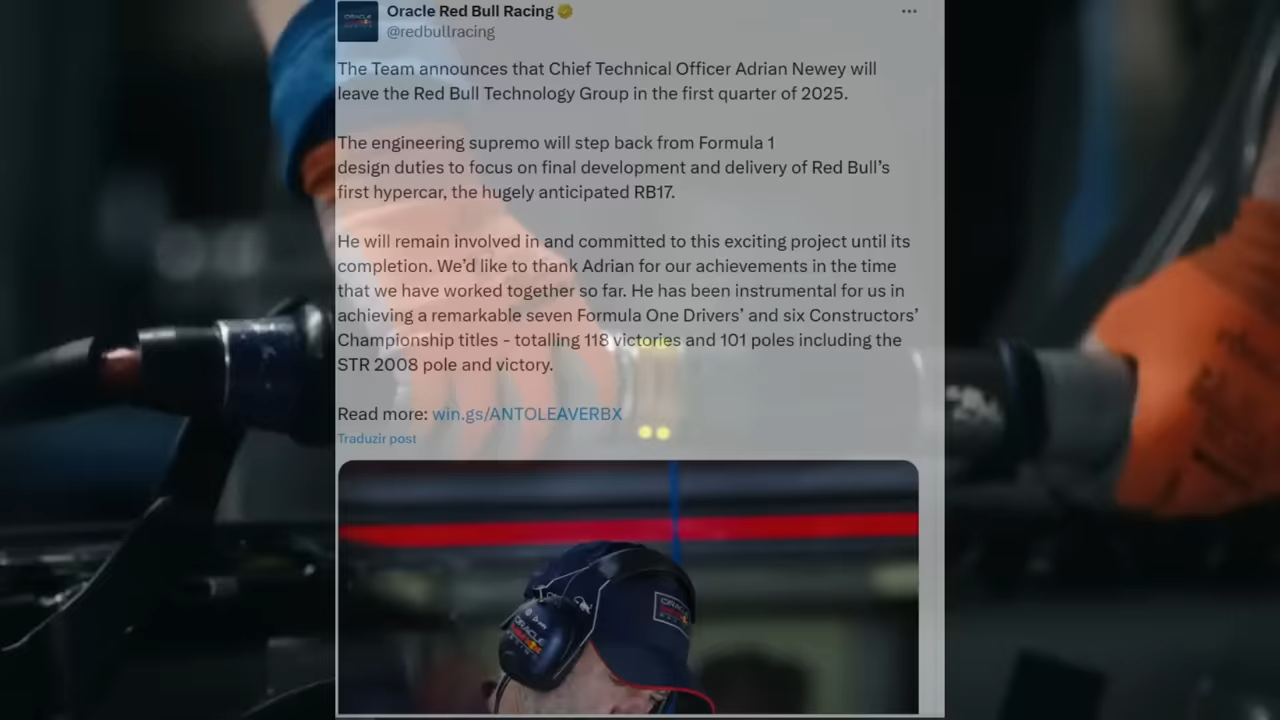 Oracle Red Bull Racing
@redbullracing
The Team announces that Chief Technical Officer Adrian Newey will
leave the Red Bull Technology Group in the first quarter of 2025.
The engineering supremo will step back from Formula 1
design duties to focus on final development and delivery of Red Bull’s
first hypercar, the hugely anticipated RB17.
He will remain involved in and committed to this exciting project until its
completion. We’d like to thank Adrian for our achievements in the time
that we have worked together so far. He has been instrumental for us in
achieving a remarkable seven Formula One Drivers’ and six Constructors’
Championship titles - totalling 118 victories and 101 poles including the
STR 2008 pole and victory.
Read more: win.gs/ANTOLEAVERBX
Traduzir post
ORACLE
ORACLE